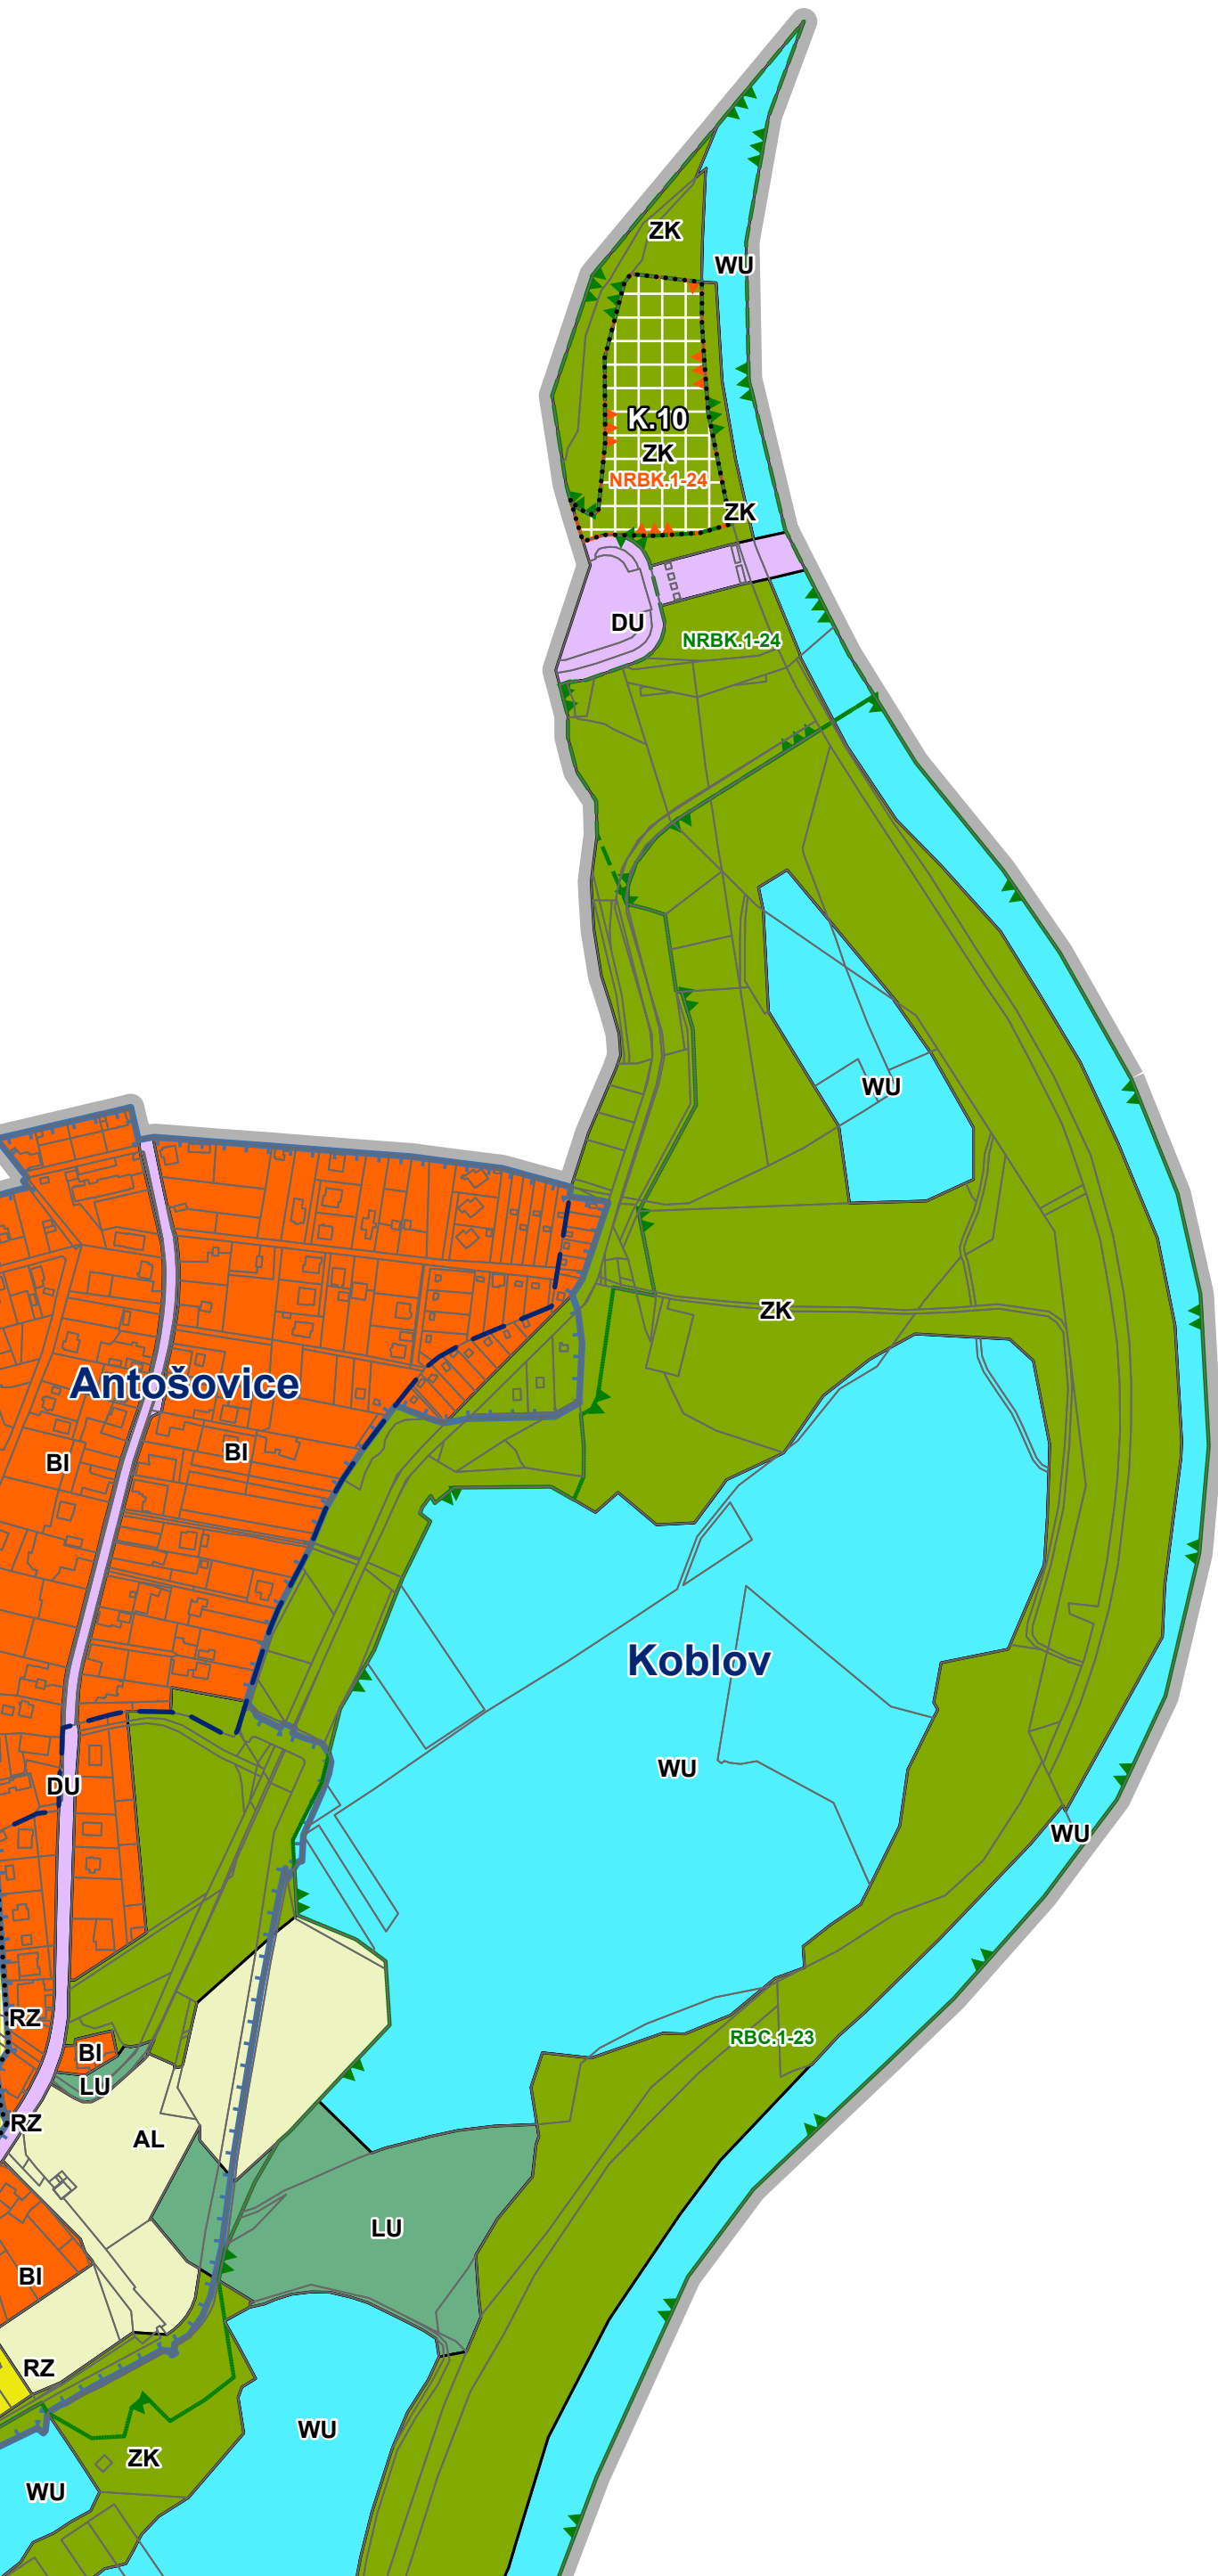 ZK
WU
K.10
ZK
NRBK.1-24
ZK
DU
NRBK.1-24
WU
ZK
Antošovice
BI
BI
Koblov
WU
DU
WU
RZ
RBC.1-23
BI
LU
RZ
AL
LU
BI
RZ
WU
ZK
WU